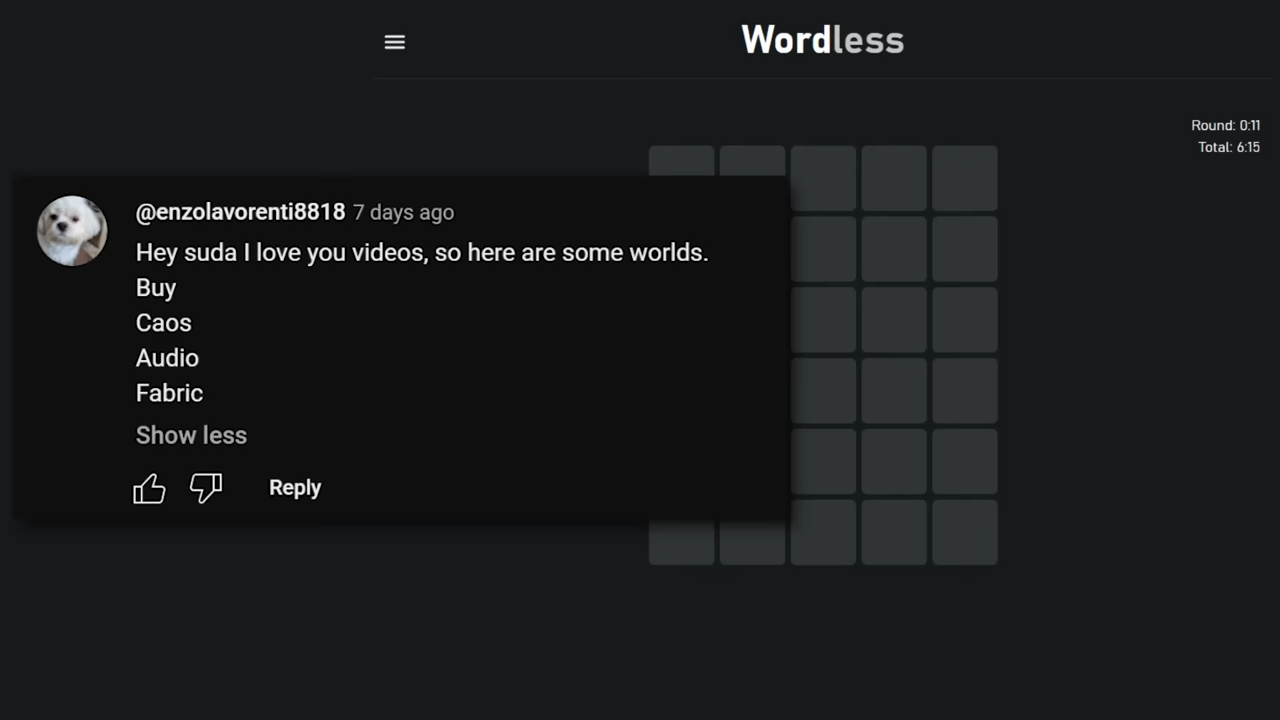 Wordless
Round: 0:11
Total: 6:15
@enzolavorenti8818 7 days ago
Hey suda I love you videos, so here are some worlds.
Buy
Caos
Audio
Fabric
Show less
Reply